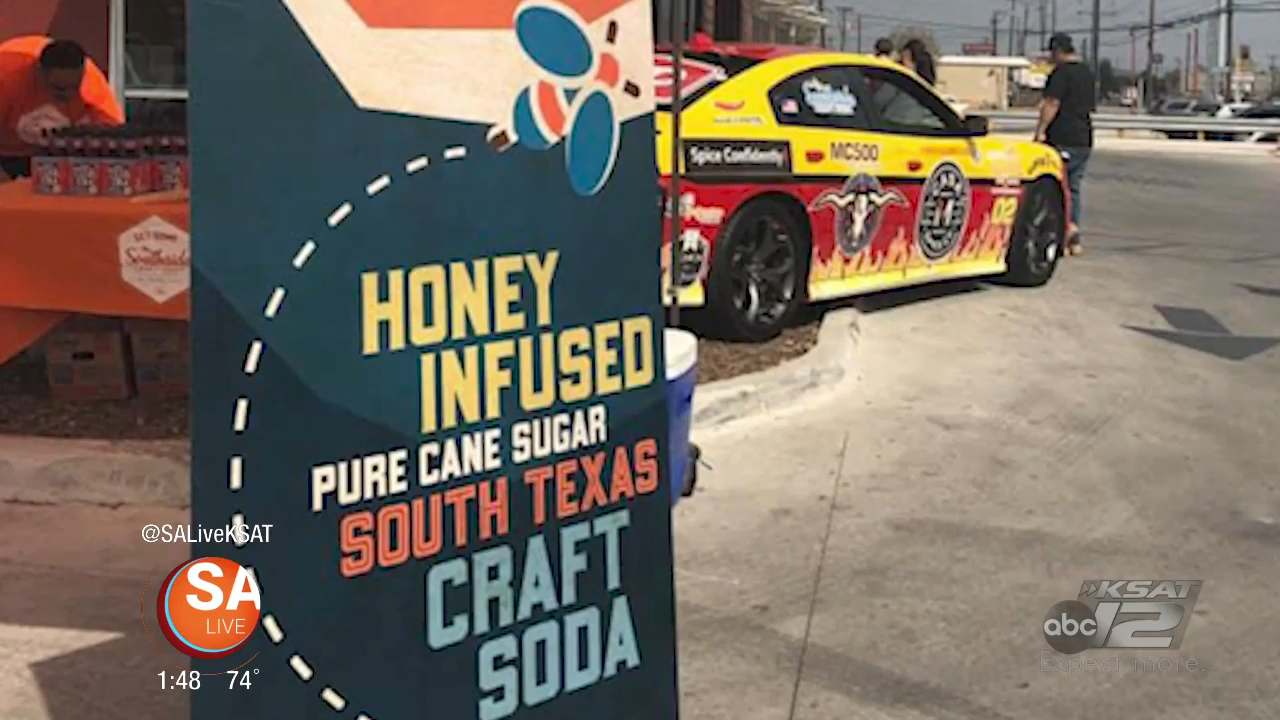 HONEY
INFUSED
PURE CANE SUGAR
SOUTH TEXAS
CRAFT
SODA
Spice Confidently
MC500
02
Southside
@SALiveKSAT
SA
LIVE
1:48 74°
KSAT
abc 12
Expect more.